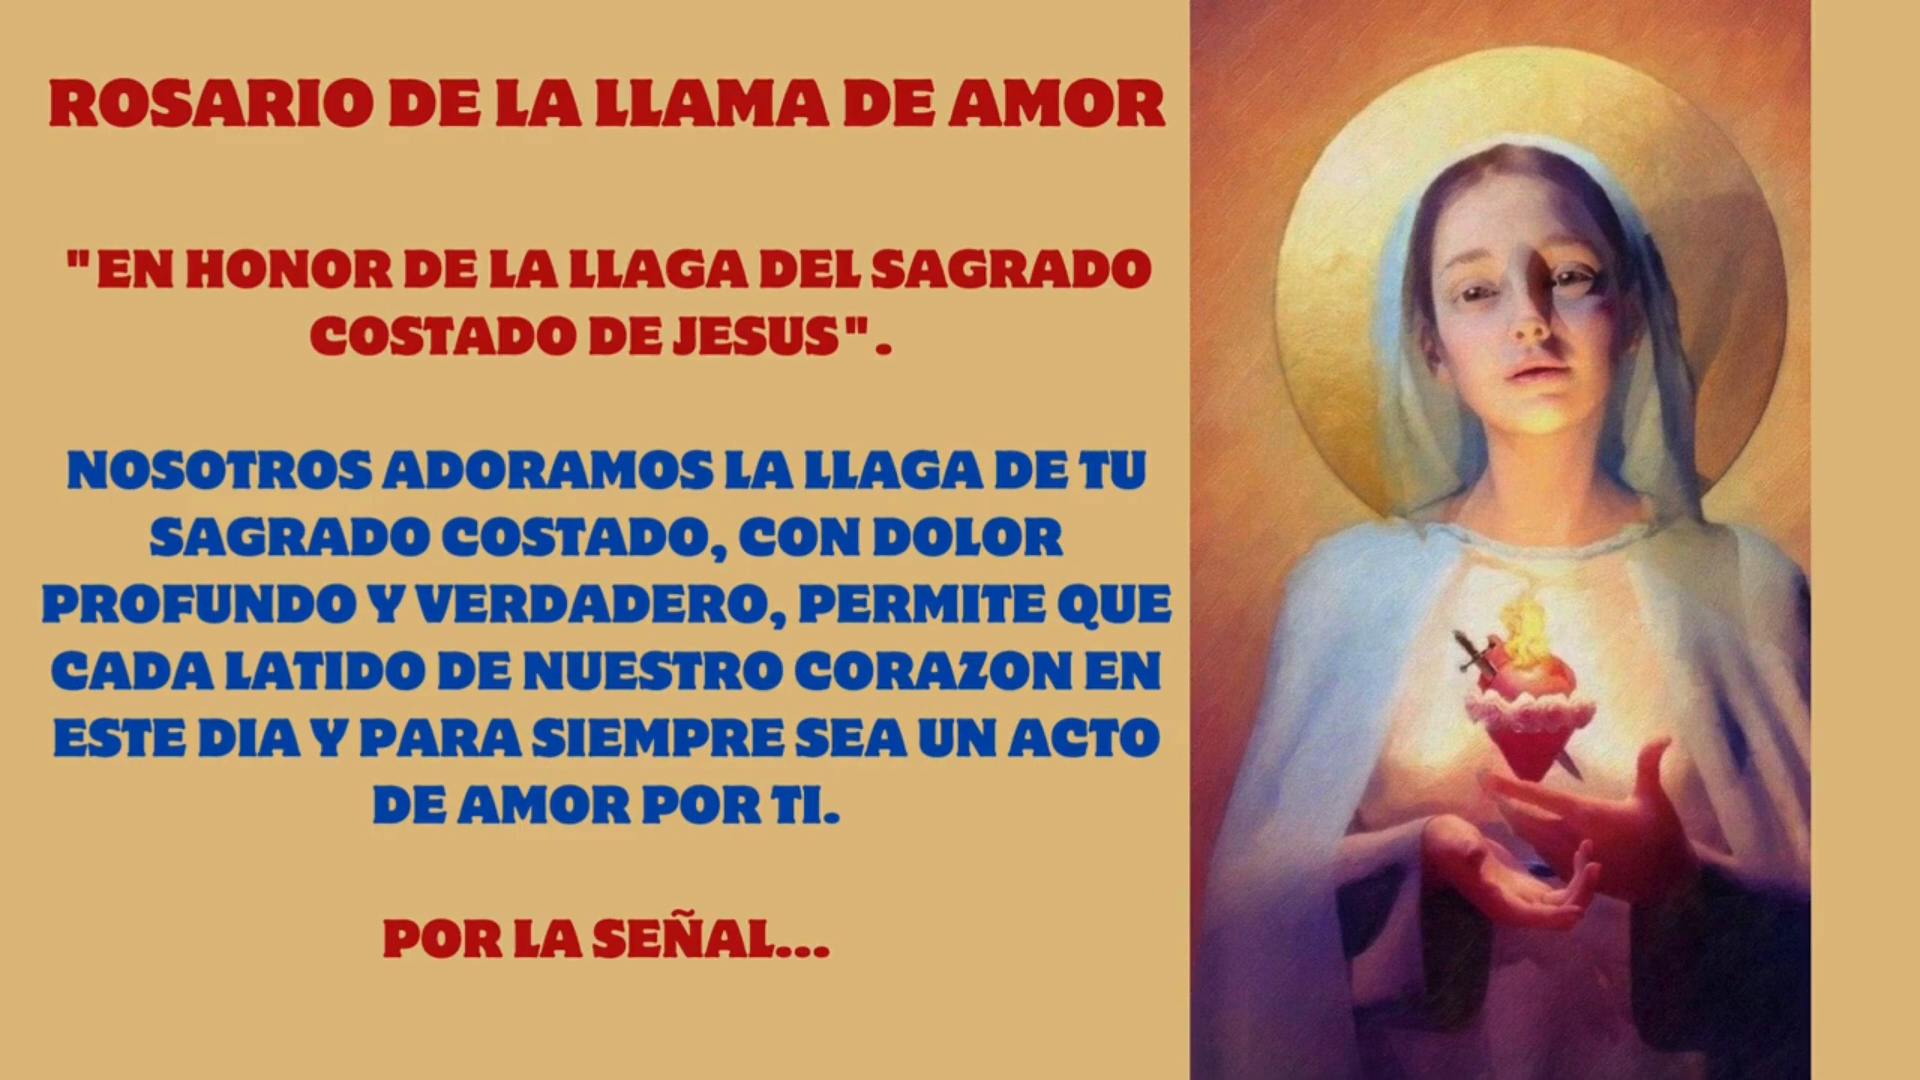 ROSARIO DE LA LLAMA DE AMOR
"EN HONOR DE LA LLAGA DEL SAGRADO
COSTADO DE JESUS".
NOSOTROS ADORAMOS LA LLAGA DE TU
SAGRADO COSTADO, CON DOLOR
PROFUNDO Y VERDADERO, PERMITE QUE
CADA LATIDO DE NUESTRO CORAZON EN
ESTE DIA Y PARA SIEMPRE SEA UN ACTO
DE AMOR POR TI.
POR LA SEÑAL...